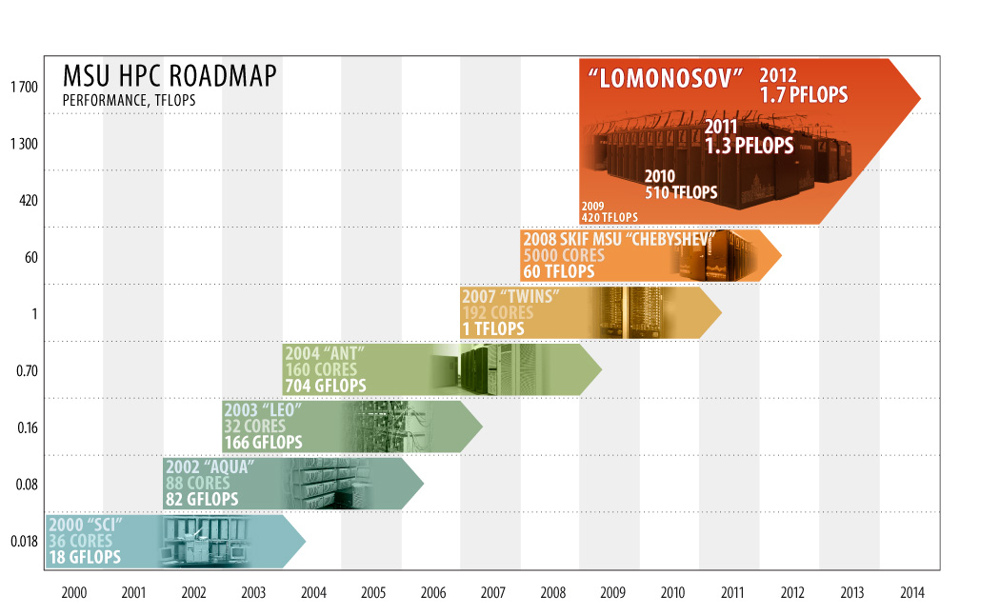 MSU HPC ROADMAP
PERFORMANCE, TFLOPS
1 700
1 300
420
60
1
0.70
0.16
0.08
0.018
“LOMONOSOV”
2012
1.7 PFLOPS
2011
1.3 PFLOPS
2010
510 TFLOPS
2009
420 TFLOPS
2008 SKIF MSU “CHEBYSHEV”
5000 CORES
60 TFLOPS
2007 “TWINS”
192 CORES
1 TFLOPS
2004 “ANT”
160 CORES
704 GFLOPS
2003 “LEO”
32 CORES
166 GFLOPS
2002 “AQUA”
88 CORES
82 GFLOPS
2000 “SCI”
36 CORES
18 GFLOPS
2000 2001 2002 2003 2004 2005 2006 2007 2008 2009 2010 2011 2012 2013 2014